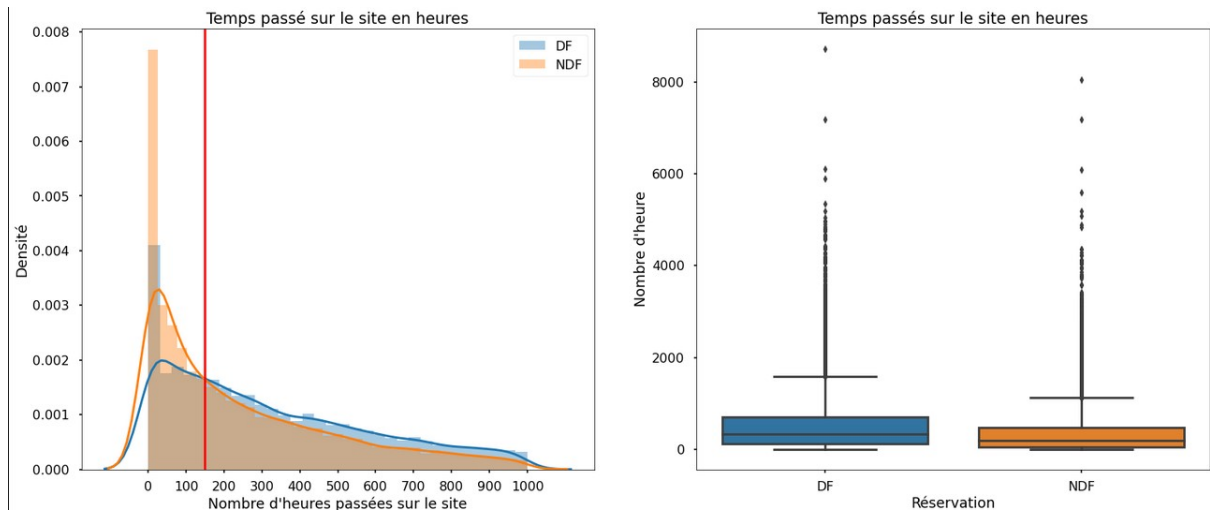 Temps passé sur le site en heures
0.008
0.007
0.006
0.005
0.004
0.003
0.002
0.001
0.000
Densité
DF
NDF
0 100 200 300 400 500 600 700 800 900 1000
Nombre d'heures passées sur le site
Temps passés sur le site en heures
8000
6000
4000
2000
0
Nombre d'heure
DF NDF
Réservation